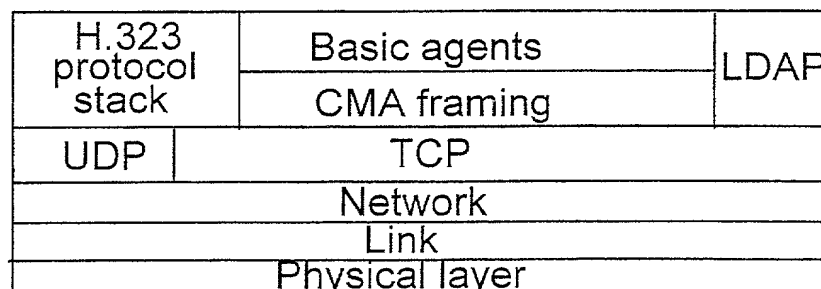 H.323
protocol
stack
Basic agents
CMA framing
LDAP
UDP
TCP
Network
Link
Physical layer